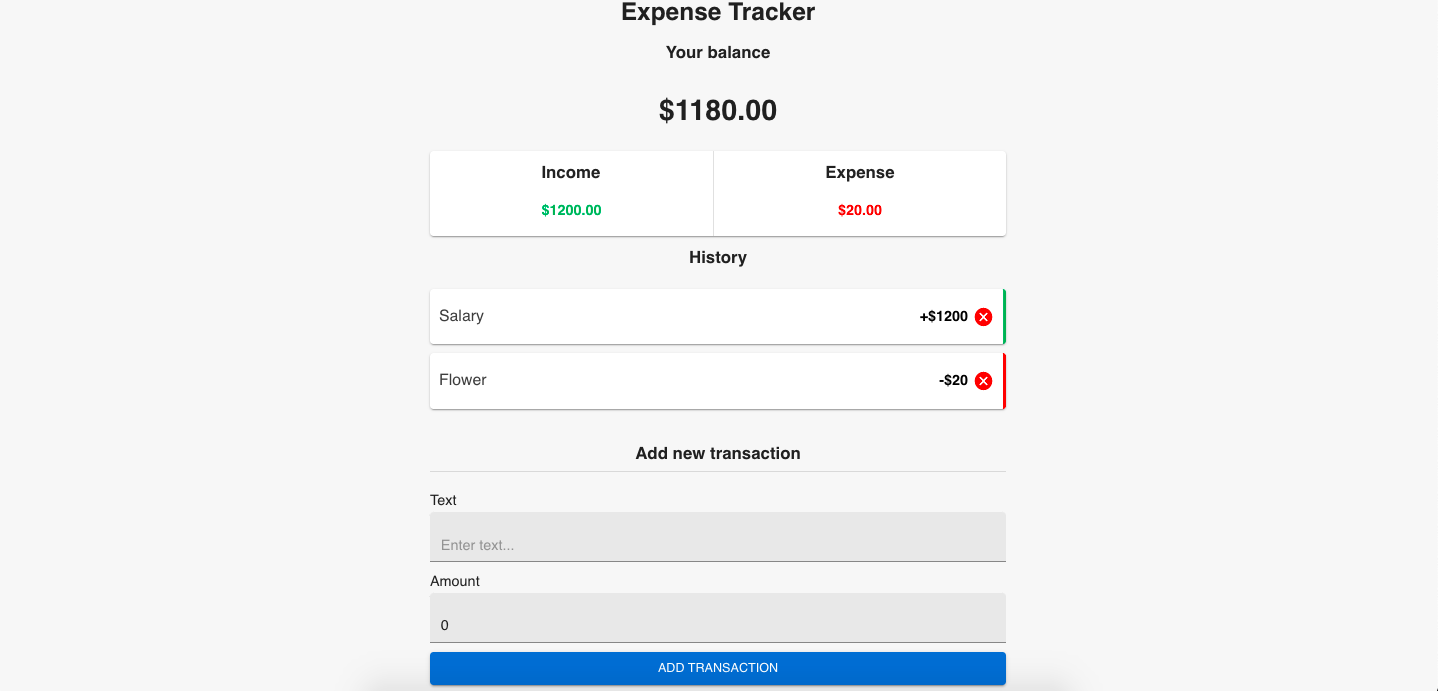 Expense Tracker
Your balance
$1180.00
Income Expense
$1200.00 $20.00
History
Salary +$1200
Flower -$20
Add new transaction
Text
Enter text...
Amount
0
ADD TRANSACTION